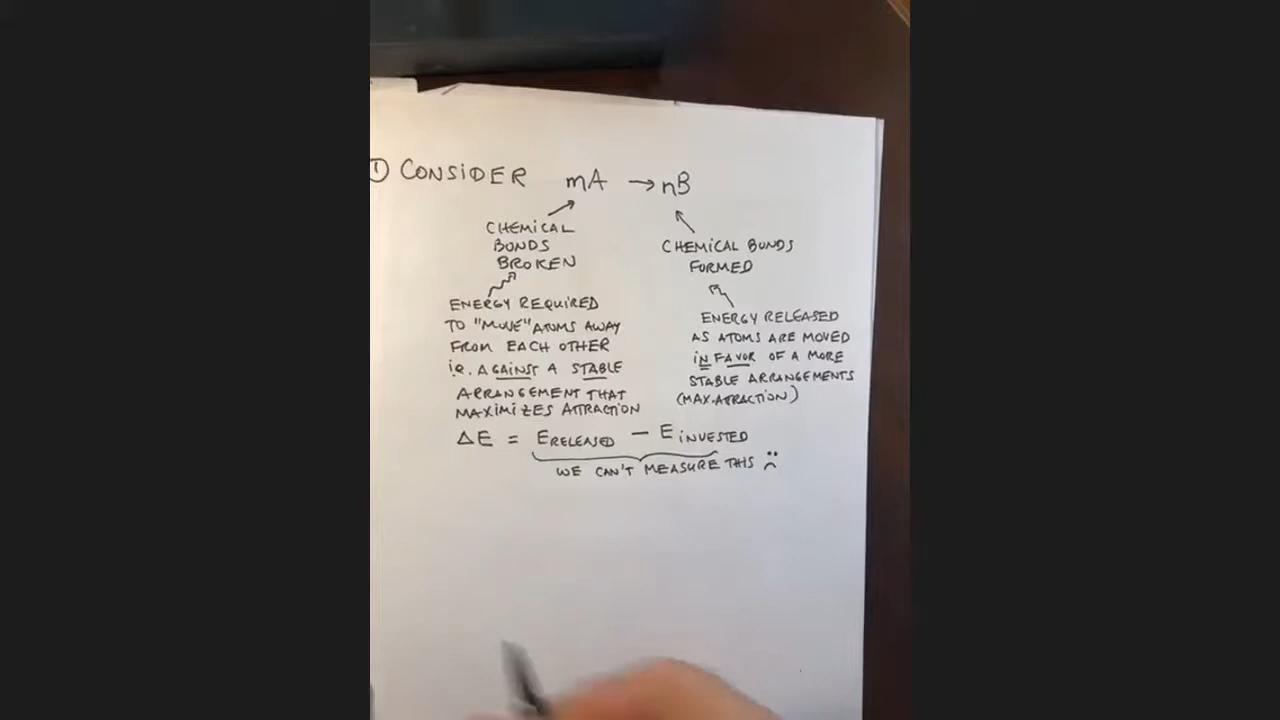 ① CONSIDER mA → nB
CHEMICAL
BONDS
BROKEN
CHEMICAL BONDS
FORMED
ENERGY REQUIRED
TO "MOVE" ATOMS AWAY
FROM EACH OTHER
i.e. AGAINST A STABLE
ARRANGEMENT THAT
MAXIMIZES ATTRACTION
ENERGY RELEASED
AS ATOMS ARE MOVED
IN FAVOR OF A MORE
STABLE ARRANGEMENTS
(MAX. ATTRACTION)
ΔE = E RELEASED − E INVESTED
WE CAN'T MEASURE THIS ☹